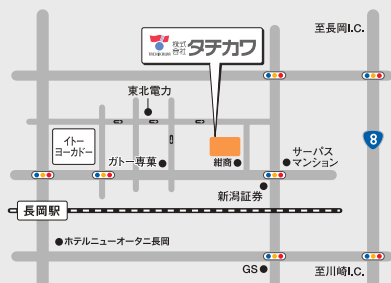 至長岡I.C.
TACHIKAWA
株式
会社
タチカワ
東北電力
8
イトー
ヨーカドー
ガトー専菓
紺商
サーパス
マンション
新潟証券
長岡駅
ホテルニューオータニ長岡
GS
至川崎I.C.